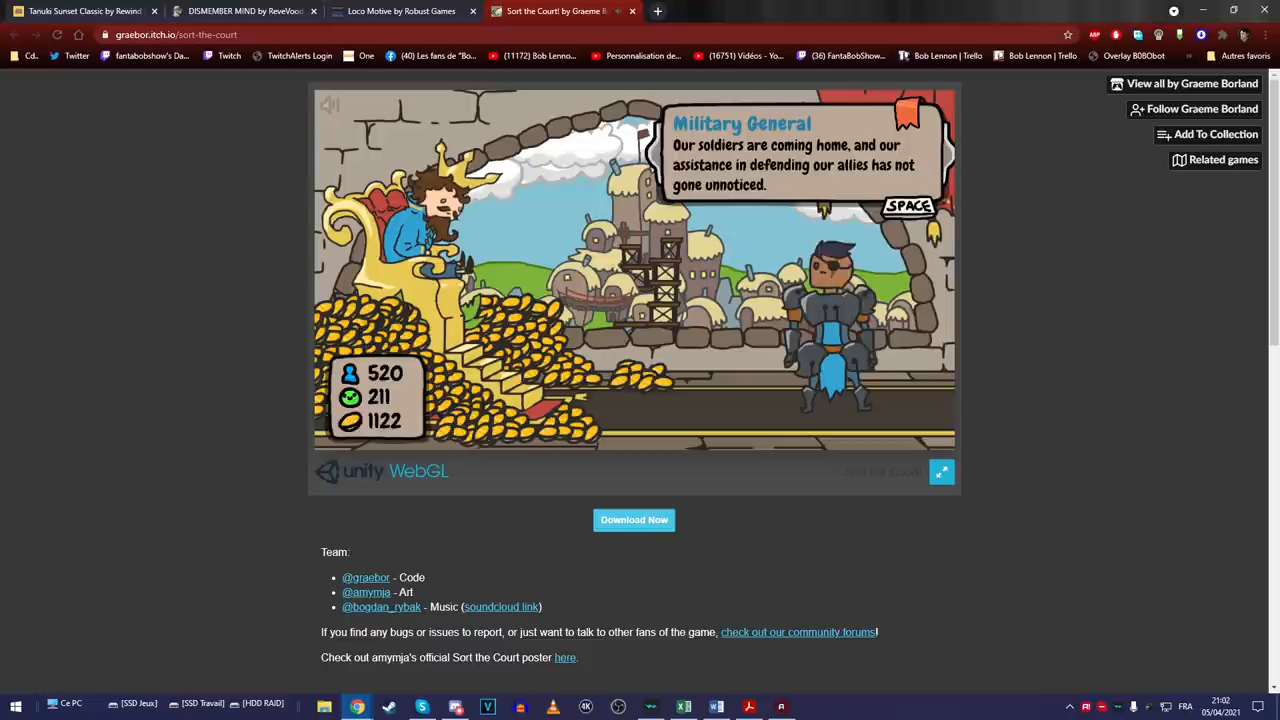 Tanuki Sunset Classic by Rewind
DISMEMBER MIND by ReveVood
Loco Motive by Robust Games
Sort the Court! by Graeme B
graebor.itch.io/sort-the-court
Cd..
Twitter
fantabobshow's Da...
Twitch
TwitchAlerts Login
One
(40) Les fans de "Bo...
(11172) Bob Lenno...
Personnalisation de...
(16751) Vidéos - Yo...
(36) FantaBobShow...
Bob Lennon | Trello
Bob Lennon | Trello
Overlay B0B0bot
Autres favoris
View all by Graeme Borland
Follow Graeme Borland
Add To Collection
Related games
Military General
Our soldiers are coming home, and our
assistance in defending our allies has not
gone unnoticed.
SPACE
520
211
1122
unity WebGL
Sort the Court!
Download Now
Team:
@graebor - Code
@amymja - Art
@bogdan_rybak - Music (soundcloud link)
If you find any bugs or issues to report, or just want to talk to other fans of the game, check out our community forums!
Check out amymja's official Sort the Court poster here.
Ce PC
[SSD Jeux]
[SSD Travail]
[HDD RAID]
FRA
21:02
05/04/2021